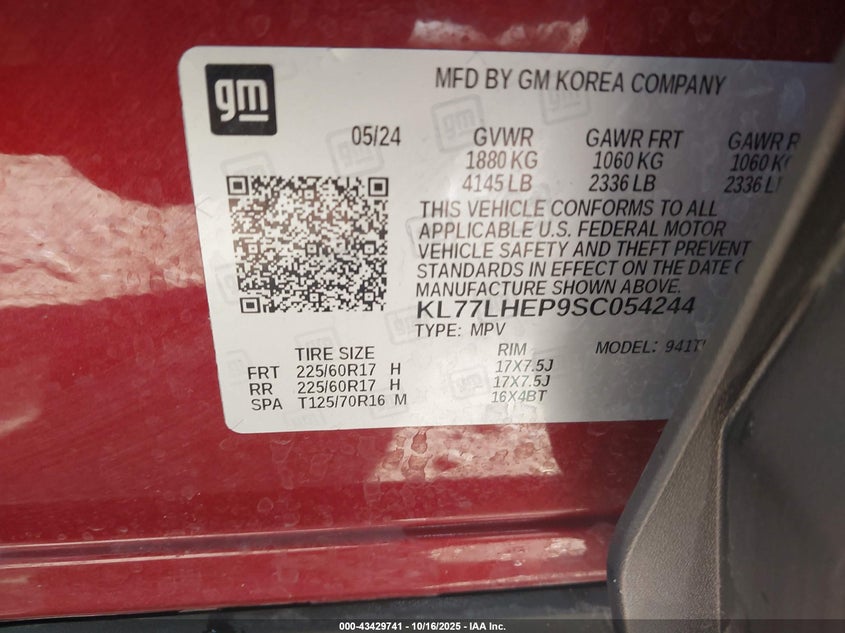 gm
MFD BY GM KOREA COMPANY
05/24 GVWR GAWR FRT GAWR
1880 KG 1060 KG 1060
4145 LB 2336 LB 2336
THIS VEHICLE CONFORMS TO ALL
APPLICABLE U.S. FEDERAL MOTOR
VEHICLE SAFETY AND THEFT PREVENT
STANDARDS IN EFFECT ON THE DATE
MANUFACTURE SHOWN ABOVE.
KL77LHEP9SC054244
TYPE: MPV MODEL:
TIRE SIZE RIM
FRT 225/60R17 H 17X7.5J
RR 225/60R17 H 17X7.5J
SPA T125/70R16 M 16X4BT
000-43429741 | 10/16/2025 - IAA Inc.